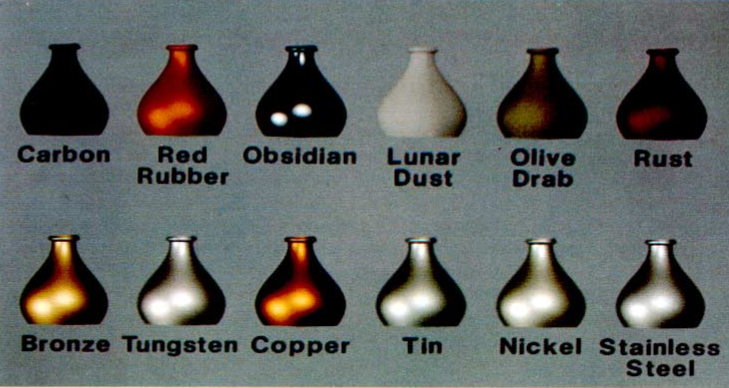 Carbon
Red
Rubber
Obsidian
Lunar
Dust
Olive
Drab
Rust
Bronze
Tungsten
Copper
Tin
Nickel
Stainless
Steel